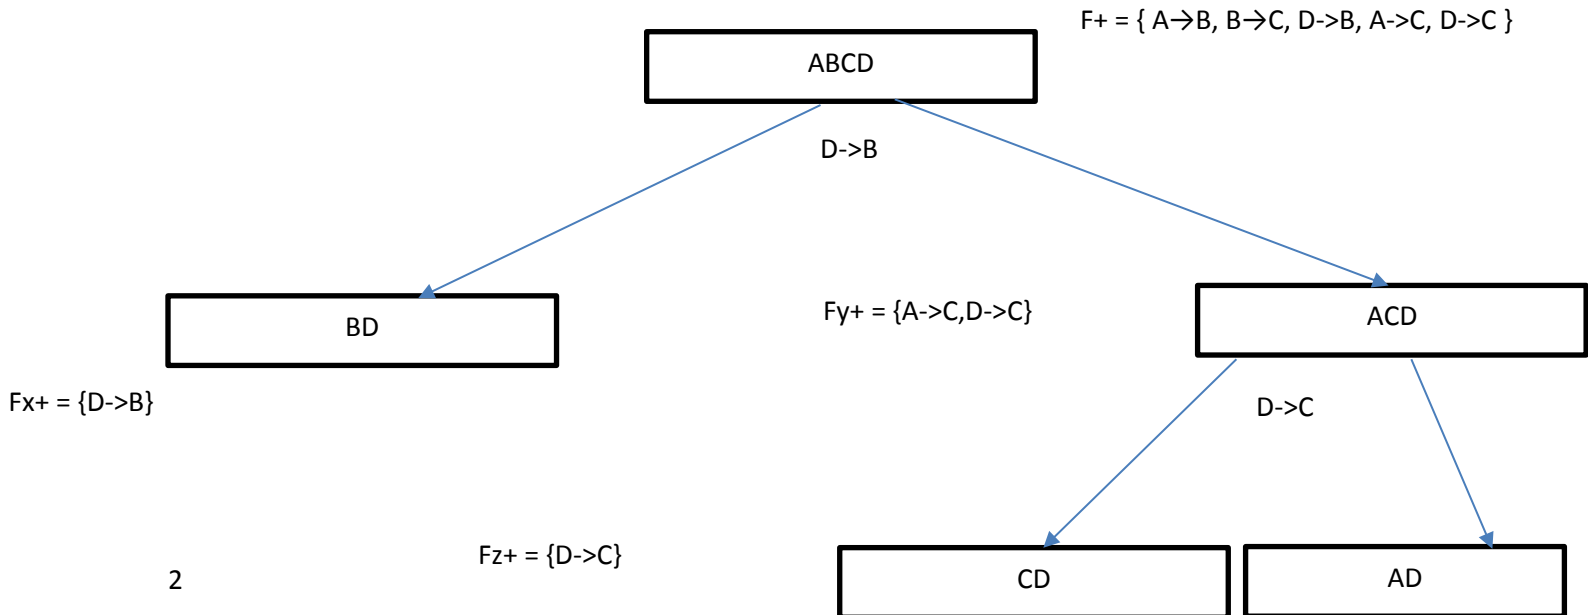 F+ = { A→B, B→C, D->B, A->C, D->C }
ABCD
D->B
BD
Fy+ = {A->C,D->C}
ACD
Fx+ = {D->B}
D->C
Fz+ = {D->C}
CD
AD
2